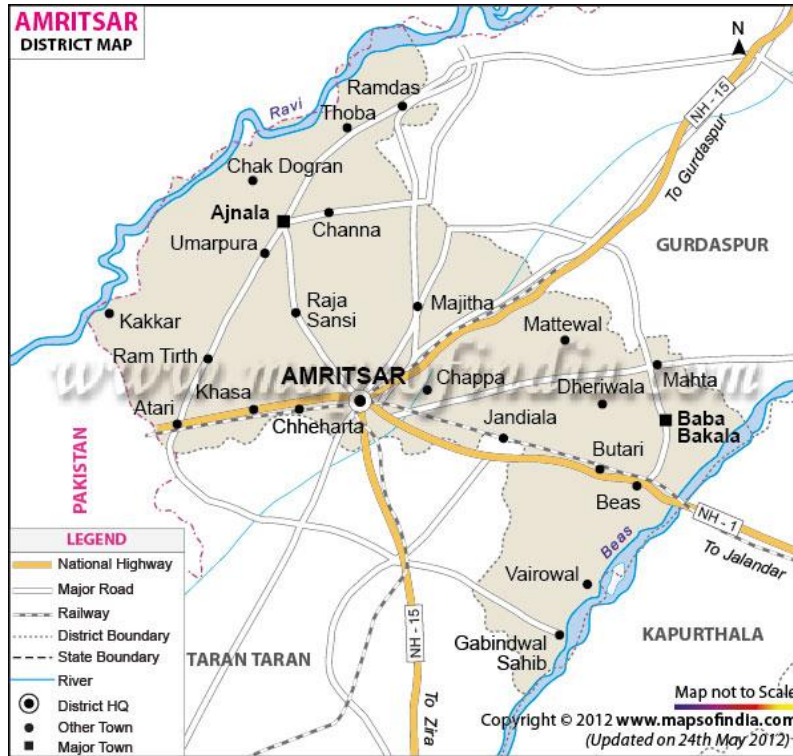 AMRITSAR
DISTRICT MAP
N
Ramdas
Ravi
Thoba
NH - 15
To Gurdaspur
Chak Dogran
Ajnala
Channa
Umarpura
GURDASPUR
Kakkar
Raja
Sansi
Majitha
Mattewal
Ram Tirth
www.mapsofindia.com
AMRITSAR
Chappa
Mahta
Khasa
Dheriwala
Atari
Chheharta
Jandiala
Baba
Bakala
Butari
PAKISTAN
Beas
NH - 1
To Jalandar
Beas
LEGEND
National Highway
Major Road
Railway
District Boundary
State Boundary
River
District HQ
Other Town
Major Town
Vairowal
NH - 15
Gabindwal
Sahib
KAPURTHALA
TARAN TARAN
To Zira
Map not to Scale
Copyright © 2012 www.mapsofindia.com
(Updated on 24th May 2012)